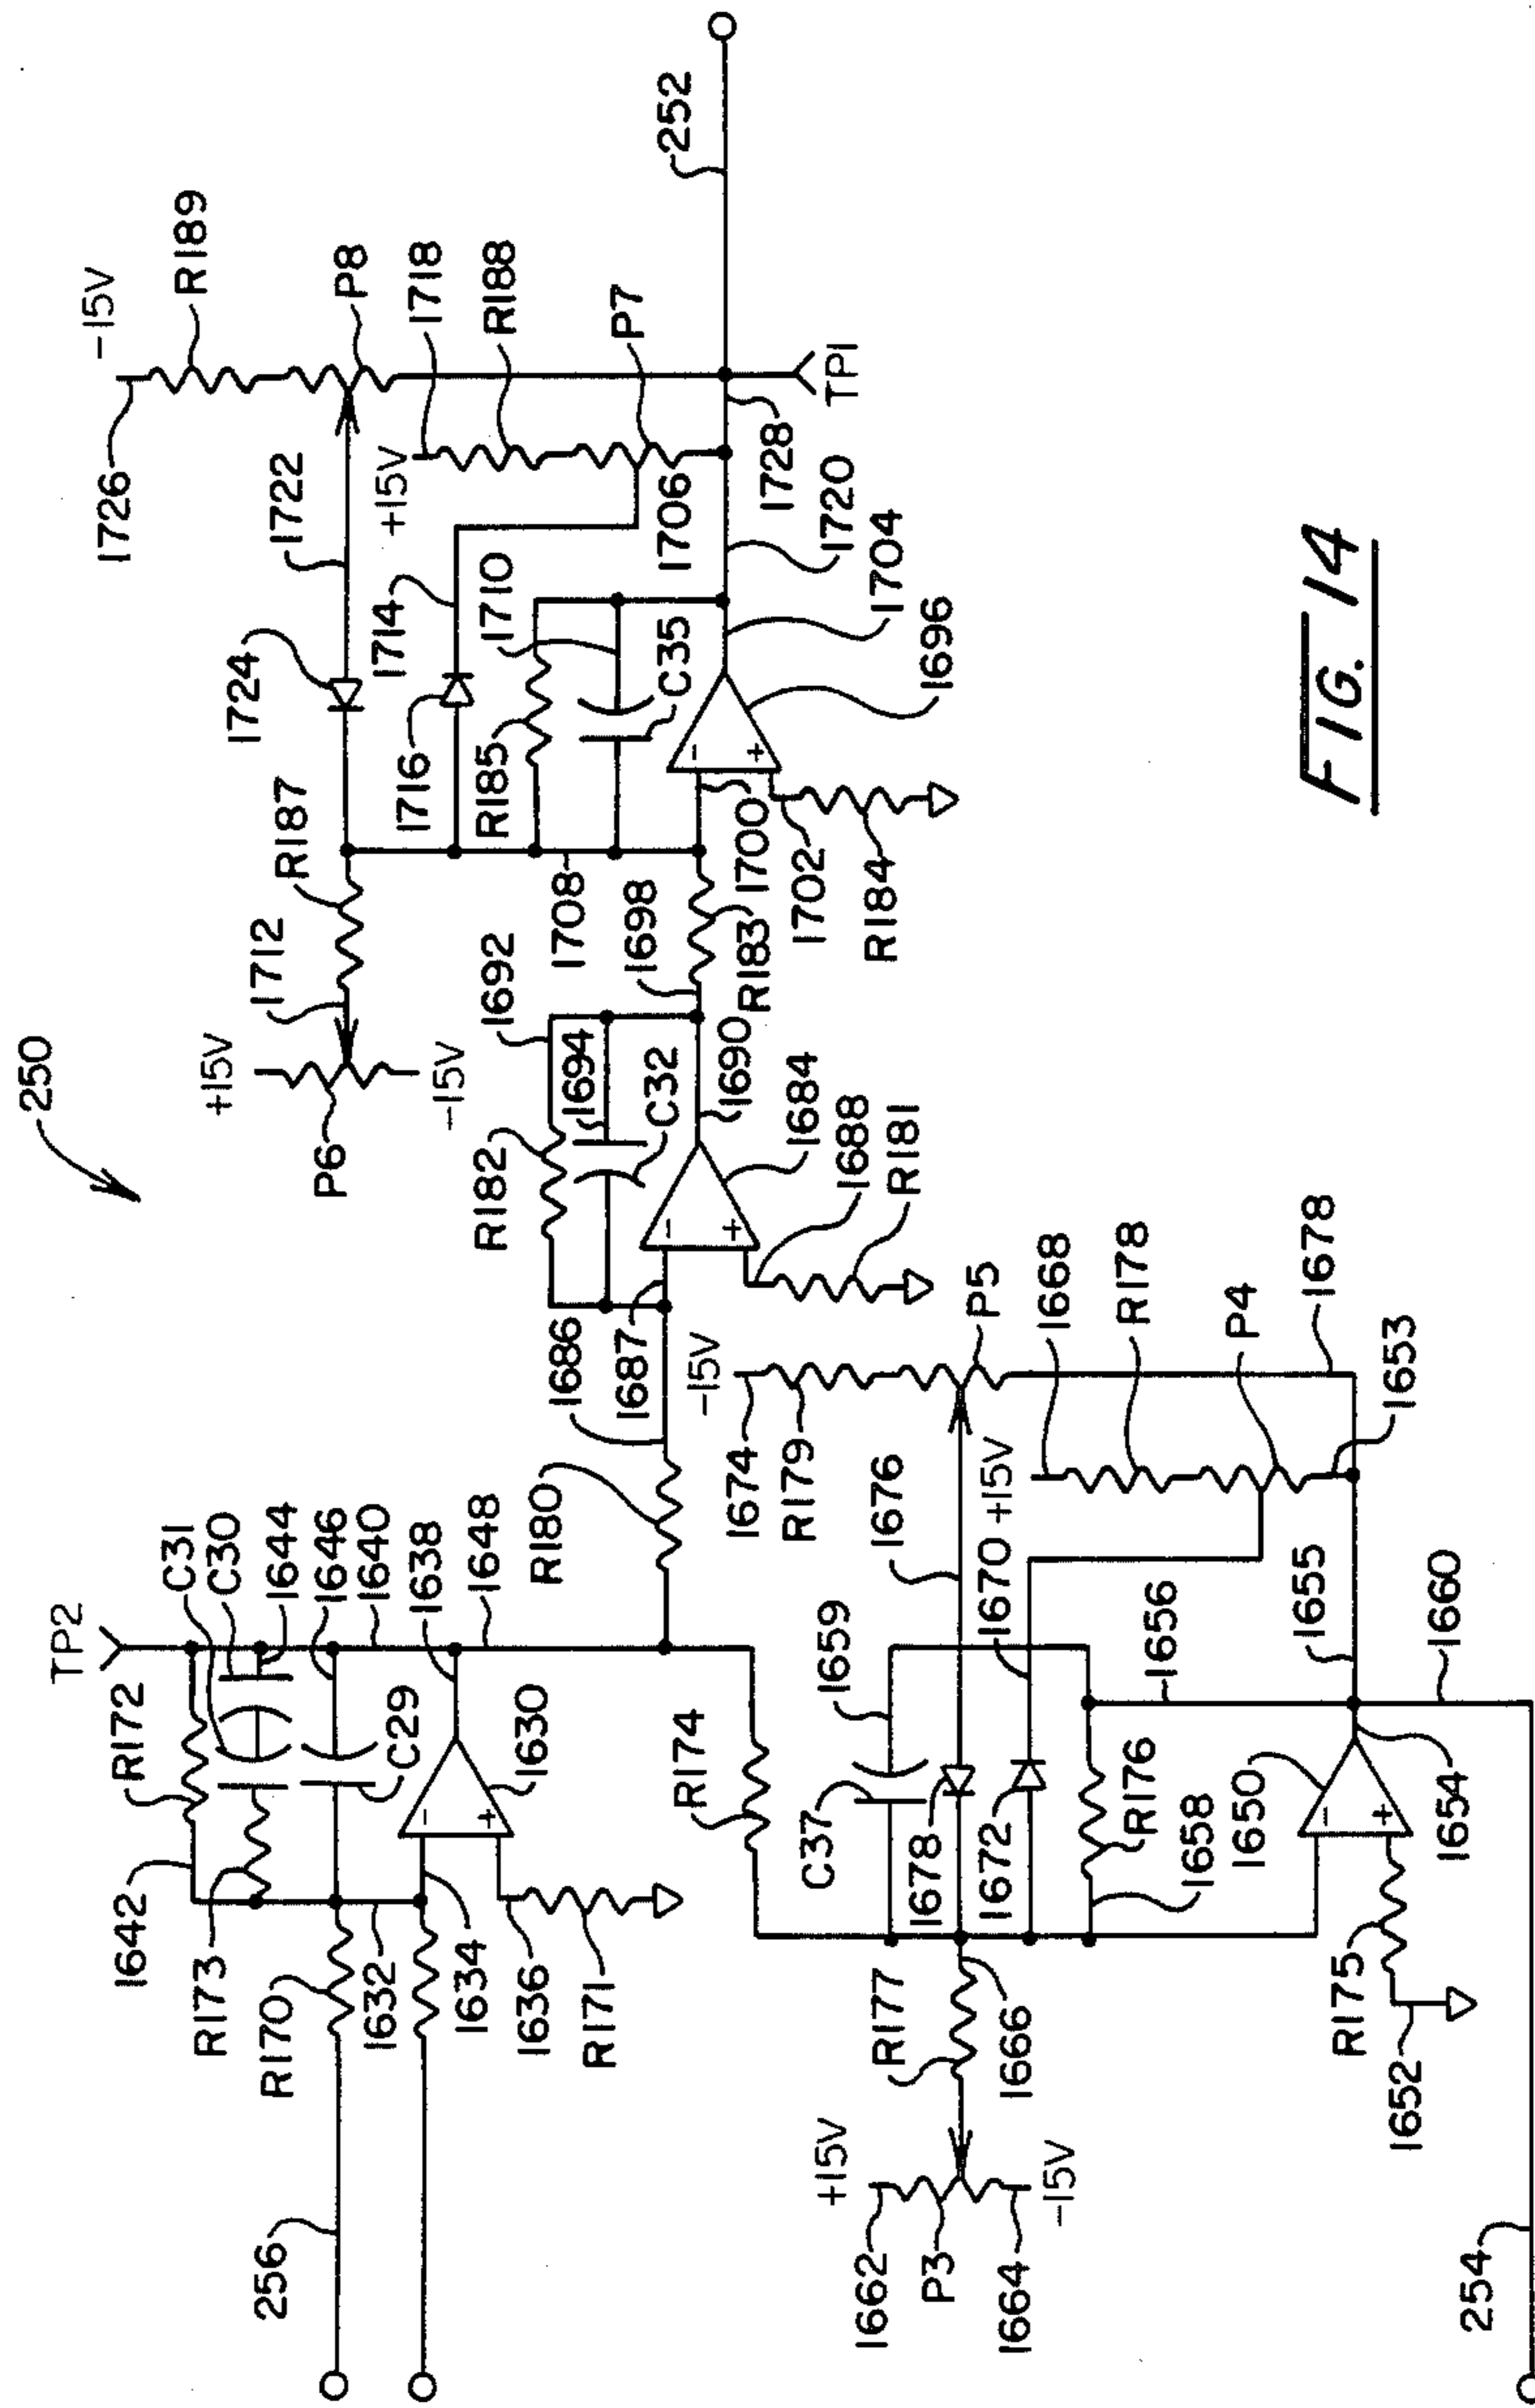 250
252
-15V
R189
P8
1718
R188
P7
1726
1722
+15V
1706
1728
TP1
1720
1704
1696
1724
1714
1710
C35
1716
R185
R187
1712
1708
1698
1700
R183
1702
R184
+15V
P6
-15V
1692
1694
C32
1690
R182
1684
1688
R181
1686
1687
-15V
P5
1668
R178
P4
1678
1653
1674
R179
1676
+15V
1670
TP2
C31
C30
1644
1646
1640
1638
1648
R180
R172
C29
1630
1642
R173
R170
1632
1634
1636
R171
R174
1659
1656
1655
1660
C37
1678
1672
R176
1658
1650
1654
R177
1666
R175
1652
+15V
1662
P3
1664
-15V
256
254
- + - + - + - +
FIG. 14